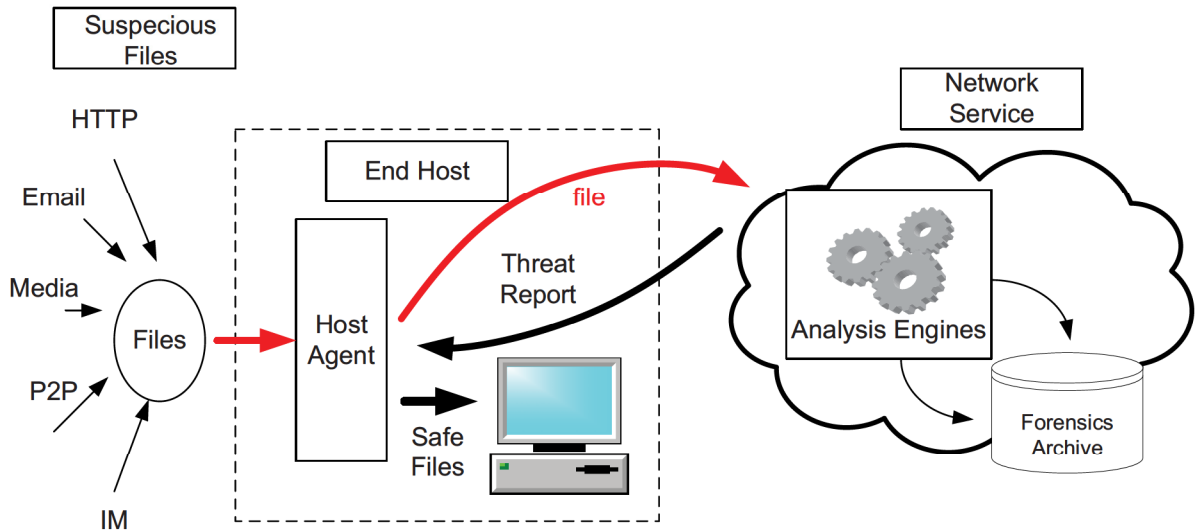 Suspecious
Files
HTTP
Email
Media
P2P
IM
Files
End Host
Host
Agent
file
Threat
Report
Safe
Files
Network
Service
Analysis Engines
Forensics
Archive